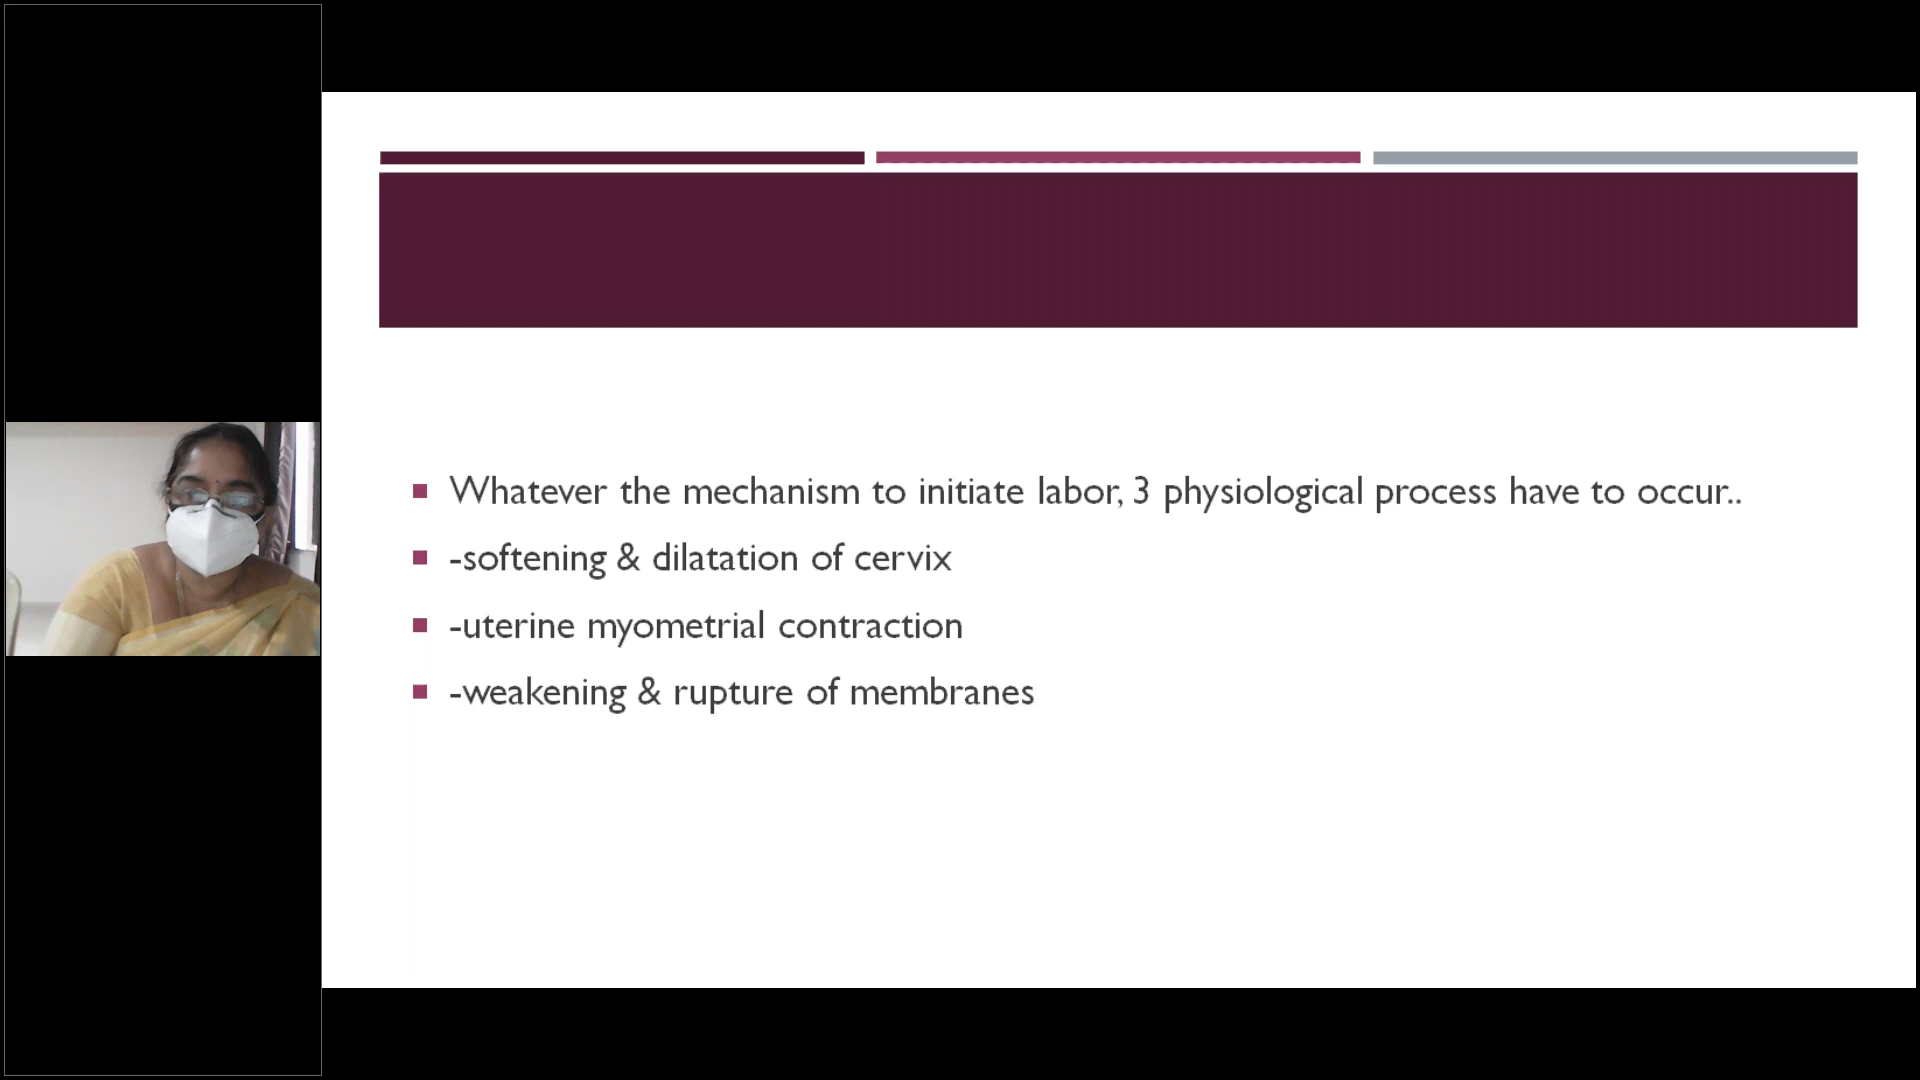 Whatever the mechanism to initiate labor, 3 physiological process have to occur..
-softening & dilatation of cervix
-uterine myometrial contraction
-weakening & rupture of membranes